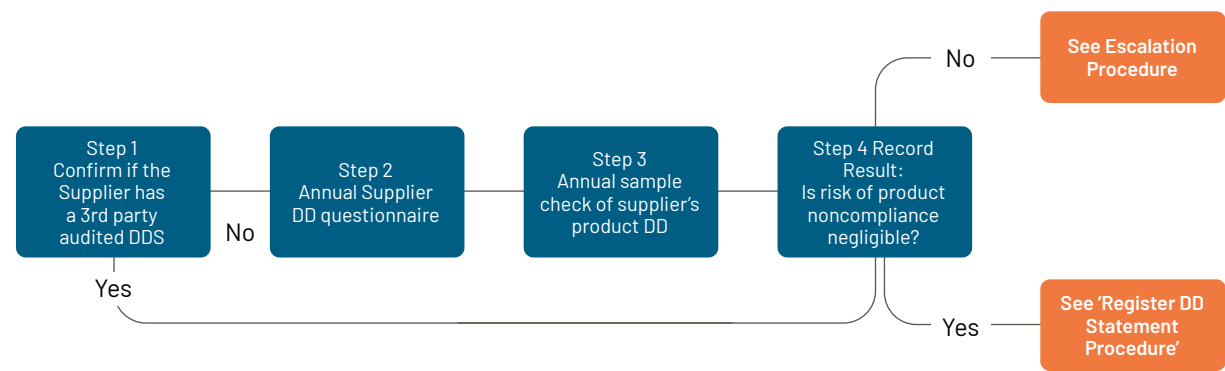 Step 1
Confirm if the
Supplier has
a 3rd party
audited DDS
No
Yes
Step 2
Annual Supplier
DD questionnaire
Step 3
Annual sample
check of supplier's
product DD
Step 4 Record
Result:
Is risk of product
noncompliance
negligible?
No
See Escalation
Procedure
Yes
See ‘Register DD
Statement
Procedure’